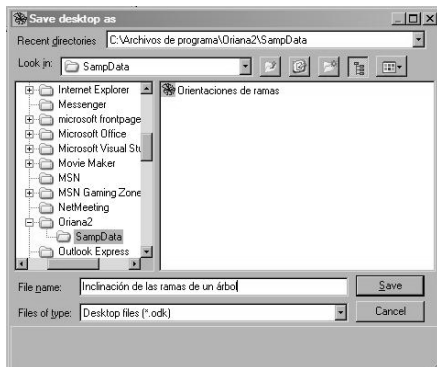 Save desktop as
Recent directories C:\Archivos de programa\Oriana2\SampData
Look in: SampData
Internet Explorer
Messenger
microsoft frontpage
Microsoft Office
Microsoft Visual Stu
Movie Maker
MSN
MSN Gaming Zone
NetMeeting
Oriana2
SampData
Outlook Express
Orientaciones de ramas
File name: Inclinación de las ramas de un árbol
Save
Files of type: Desktop files (*.odk)
Cancel